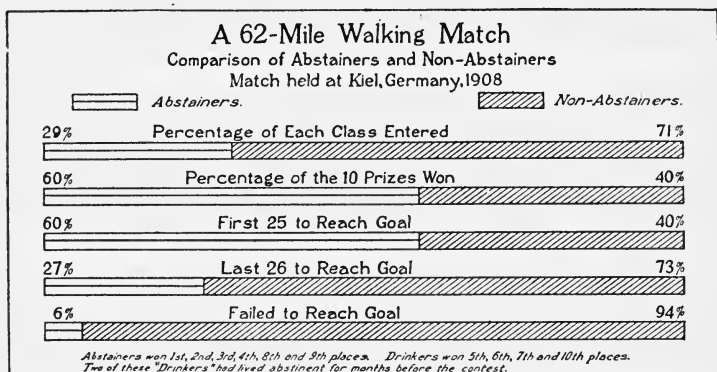 A 62-Mile Walking Match
Comparison of Abstainers and Non-Abstainers
Match held at Kiel, Germany, 1908
Abstainers. Non-Abstainers.
29% Percentage of Each Class Entered 71%
60% Percentage of the 10 Prizes Won 40%
60% First 25 to Reach Goal 40%
27% Last 26 to Reach Goal 73%
6% Failed to Reach Goal 94%
Abstainers won 1st, 2nd, 3rd, 4th, 8th and 9th places. Drinkers won 5th, 6th, 7th and 10th places.
Two of these "Drinkers" had lived abstinent for months before the contest.